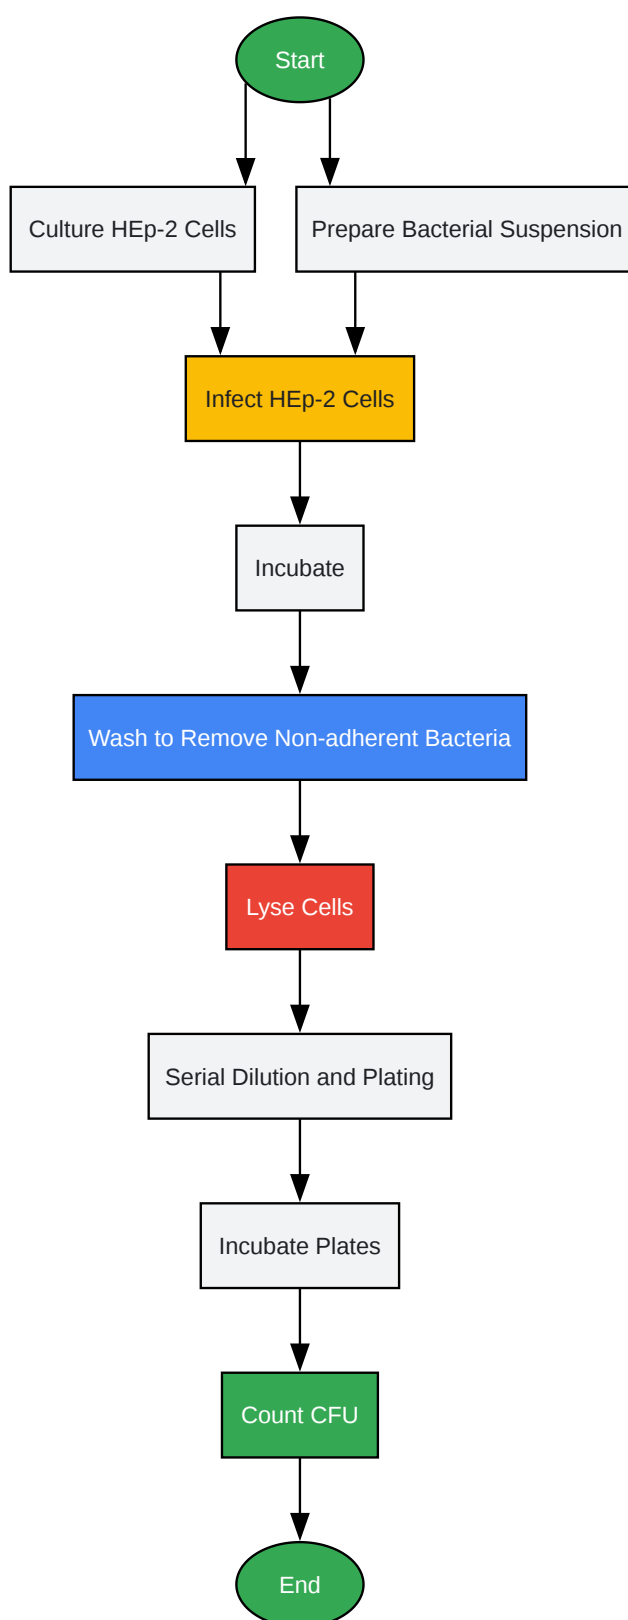 Start
Culture HEp-2 Cells
Prepare Bacterial Suspension
Infect HEp-2 Cells
Incubate
Wash to Remove Non-adherent Bacteria
Lyse Cells
Serial Dilution and Plating
Incubate Plates
Count CFU
End